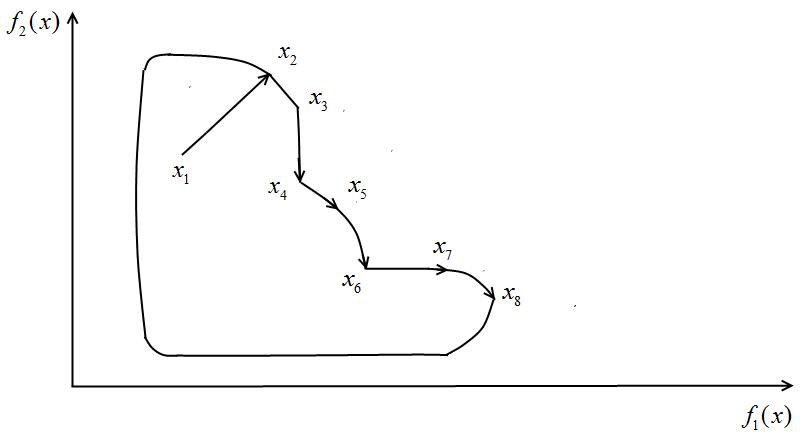 f₂(x)
x₂
x₃
x₁
x₄
x₅
x₇
x₆
x₈
f₁(x)